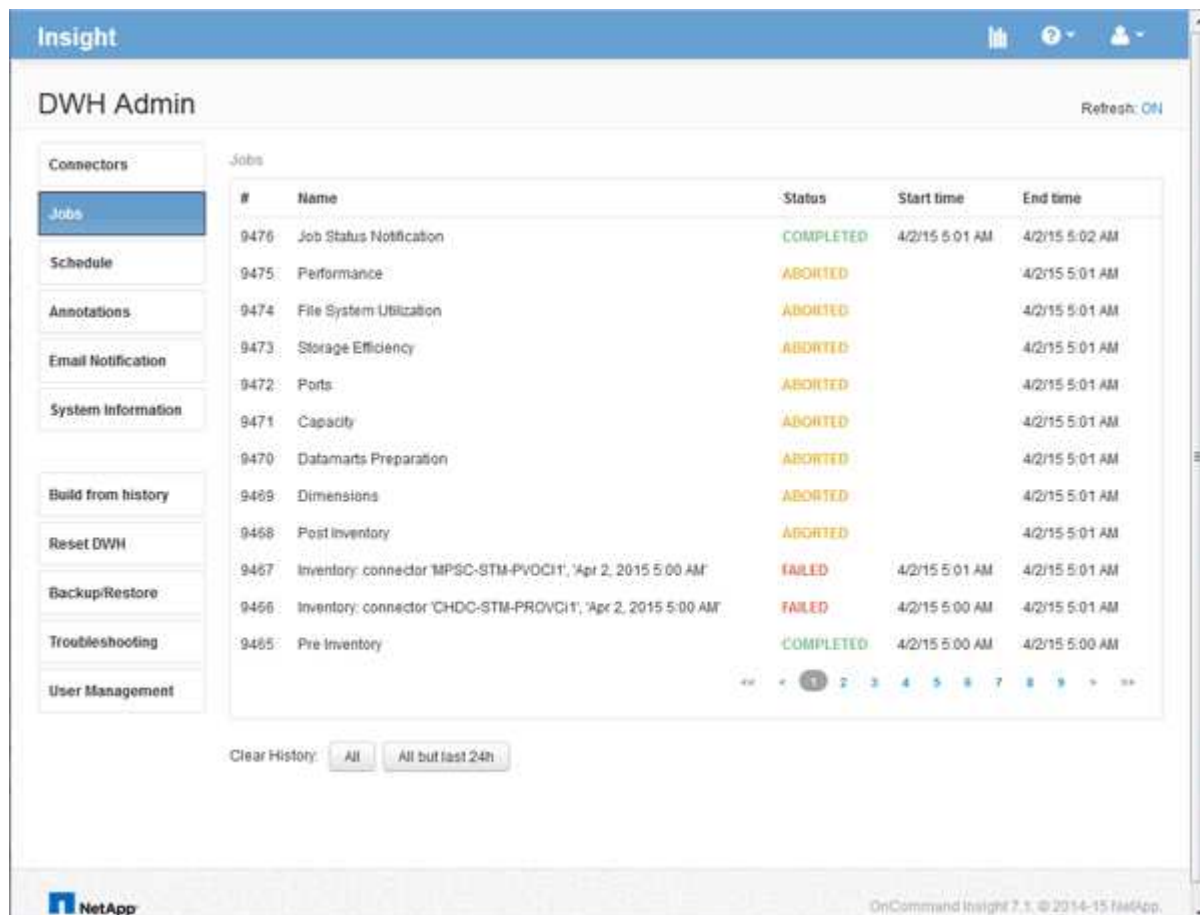 Insight
DWH Admin
Refresh: ON
Connectors
Jobs
Schedule
Annotations
Email Notification
System Information
Build from history
Reset DWH
Backup/Restore
Troubleshooting
User Management
Jobs
# Name Status Start time End time
9476 Job Status Notification COMPLETED 4/2/15 5:01 AM 4/2/15 5:02 AM
9475 Performance ABORTED 4/2/15 5:01 AM
9474 File System Utilization ABORTED 4/2/15 5:01 AM
9473 Storage Efficiency ABORTED 4/2/15 5:01 AM
9472 Ports ABORTED 4/2/15 5:01 AM
9471 Capacity ABORTED 4/2/15 5:01 AM
9470 Datamarts Preparation ABORTED 4/2/15 5:01 AM
9469 Dimensions ABORTED 4/2/15 5:01 AM
9468 Post Inventory ABORTED 4/2/15 5:01 AM
9467 Inventory: connector 'MPSC-STM-PVOCI1', 'Apr 2, 2015 5:00 AM' FAILED 4/2/15 5:01 AM 4/2/15 5:01 AM
9466 Inventory: connector 'CHDC-STM-PROVCI1', 'Apr 2, 2015 5:00 AM' FAILED 4/2/15 5:00 AM 4/2/15 5:01 AM
9465 Pre Inventory COMPLETED 4/2/15 5:00 AM 4/2/15 5:00 AM
<< < 1 2 3 4 5 6 7 8 9 > >>
Clear History: All All but last 24h
NetApp
OnCommand Insight 7.1. © 2014-15 NetApp.